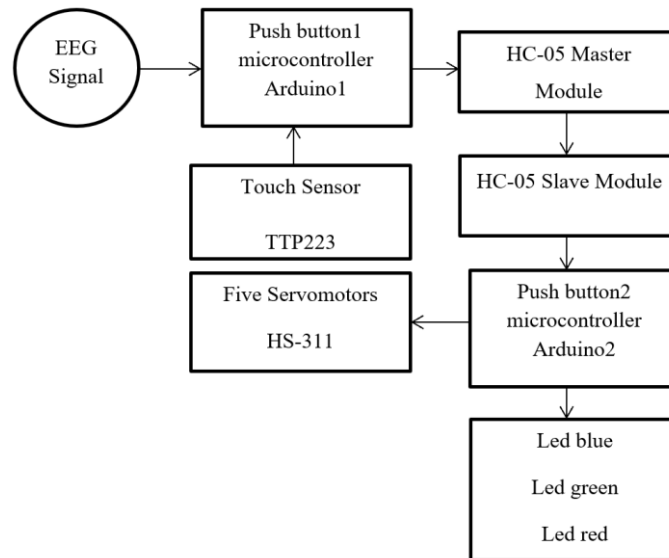 EEG
Signal
Push button1
microcontroller
Arduino1
HC-05 Master
Module
Touch Sensor
TTP223
HC-05 Slave Module
Five Servomotors
HS-311
Push button2
microcontroller
Arduino2
Led blue
Led green
Led red